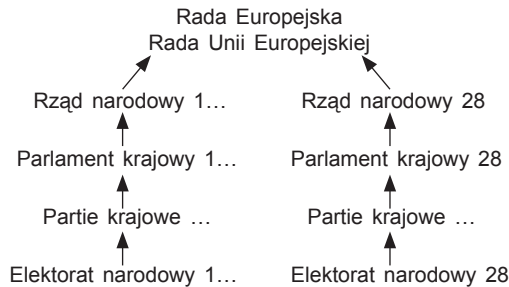 Rada Europejska
Rada Unii Europejskiej
Rząd narodowy 1… Rząd narodowy 28
Parlament krajowy 1… Parlament krajowy 28
Partie krajowe … Partie krajowe …
Elektorat narodowy 1… Elektorat narodowy 28